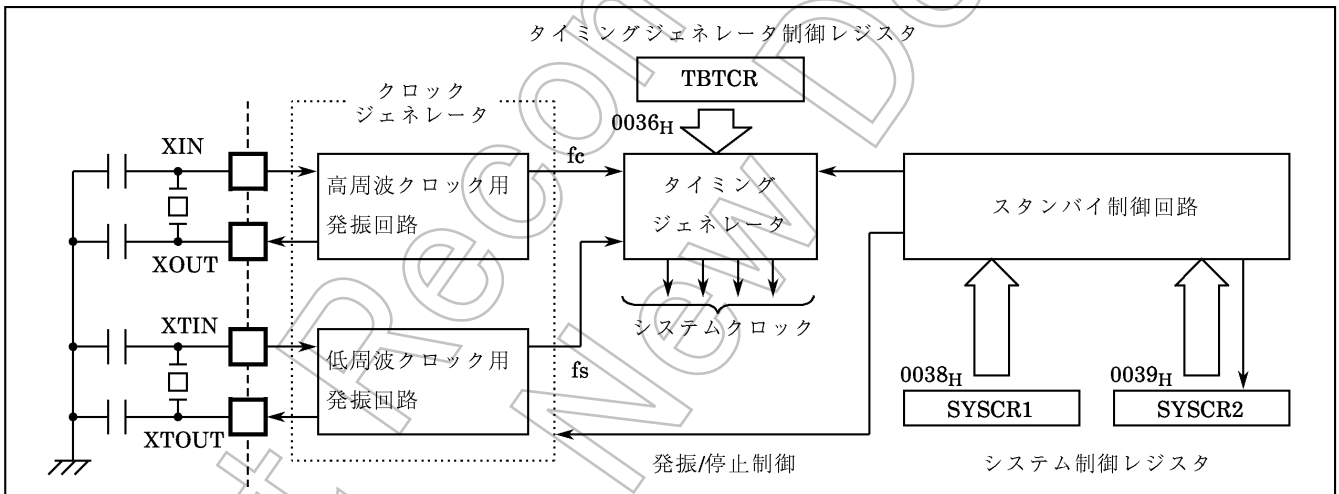 タイミングジェネレータ制御レジスタ
TBTCR
0036H
クロック
ジェネレータ
XIN
高周波クロック用
発振回路
XOUT
fc
タイミング
ジェネレータ
スタンバイ制御回路
システムクロック
XTIN
低周波クロック用
発振回路
XTOUT
fs
0038H
SYSCR1
0039H
SYSCR2
発振/停止制御
システム制御レジスタ